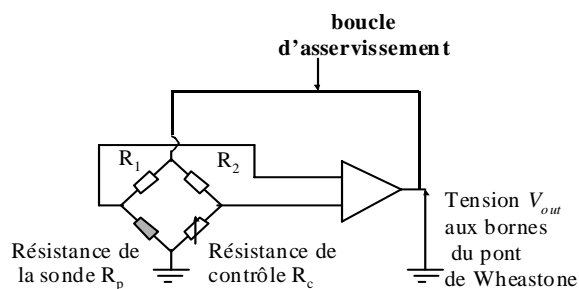 boucle
d'asservissement
R1
R2
Résistance de
la sonde Rp
Résistance de
contrôle Rc
Tension Vout
aux bornes
du pont
de Wheastone